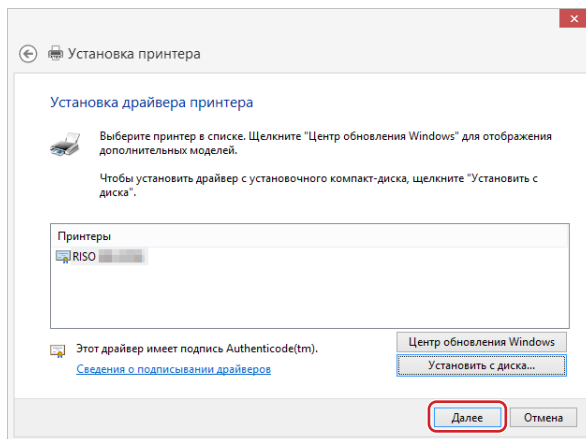 Установка принтера
Установка драйвера принтера
Выберите принтер в списке. Щелкните "Центр обновления Windows" для отображения
дополнительных моделей.
Чтобы установить драйвер с установочного компакт-диска, щелкните "Установить с
диска".
Принтеры
RISO
Этот драйвер имеет подпись Authenticode(tm).
Сведения о подписывании драйверов
Центр обновления Windows
Установить с диска...
Далее
Отмена